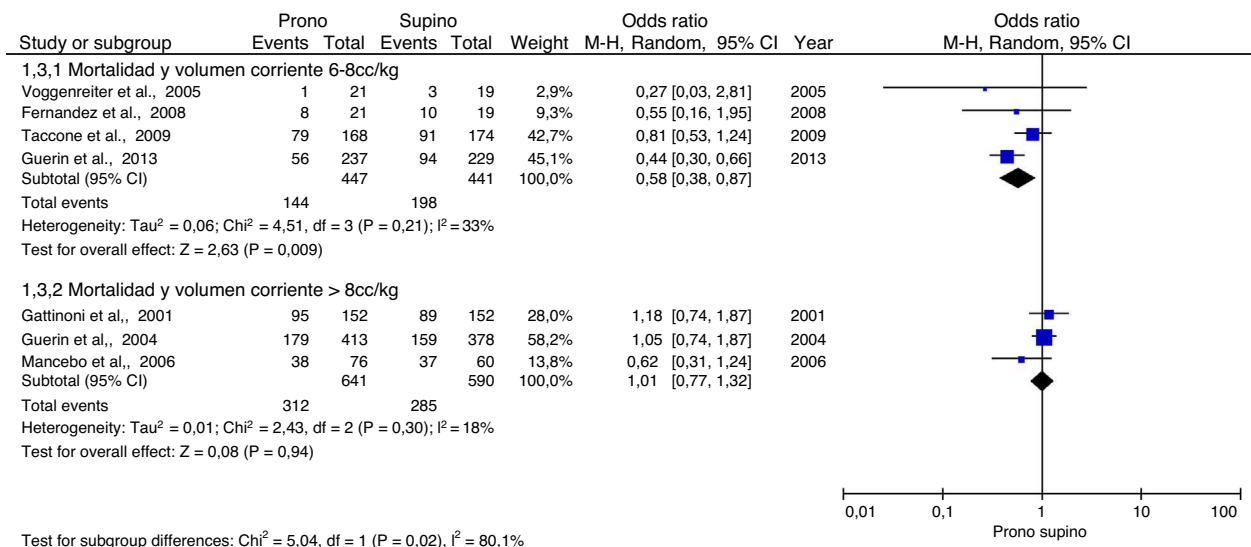 Prono Supino Odds ratio Odds ratio
Study or subgroup Events Total Events Total Weight M-H, Random, 95% CI Year M-H, Random, 95% CI
1,3,1 Mortalidad y volumen corriente 6-8cc/kg
Voggenreiter et al., 2005 1 21 3 19 2,9% 0,27 [0,03, 2,81] 2005
Fernandez et al., 2008 8 21 10 19 9,3% 0,55 [0,16, 1,95] 2008
Taccone et al., 2009 79 168 91 174 42,7% 0,81 [0,53, 1,24] 2009
Guerin et al., 2013 56 237 94 229 45,1% 0,44 [0,30, 0,66] 2013
Subtotal (95% CI) 447 441 100,0% 0,58 [0,38, 0,87]
Total events 144 198
Heterogeneity: Tau² = 0,06; Chi² = 4,51, df = 3 (P = 0,21); I² = 33%
Test for overall effect: Z = 2,63 (P = 0,009)
1,3,2 Mortalidad y volumen corriente > 8cc/kg
Gattinoni et al,, 2001 95 152 89 152 28,0% 1,18 [0,74, 1,87] 2001
Guerin et al,, 2004 179 413 159 378 58,2% 1,05 [0,74, 1,87] 2004
Mancebo et al,, 2006 38 76 37 60 13,8% 0,62 [0,31, 1,24] 2006
Subtotal (95% CI) 641 590 100,0% 1,01 [0,77, 1,32]
Total events 312 285
Heterogeneity: Tau² = 0,01; Chi² = 2,43, df = 2 (P = 0,30); I² = 18%
Test for overall effect: Z = 0,08 (P = 0,94)
0,01 0,1 1 10 100
Prono supino
Test for subgroup differences: Chi² = 5,04, df = 1 (P = 0,02), I² = 80,1%